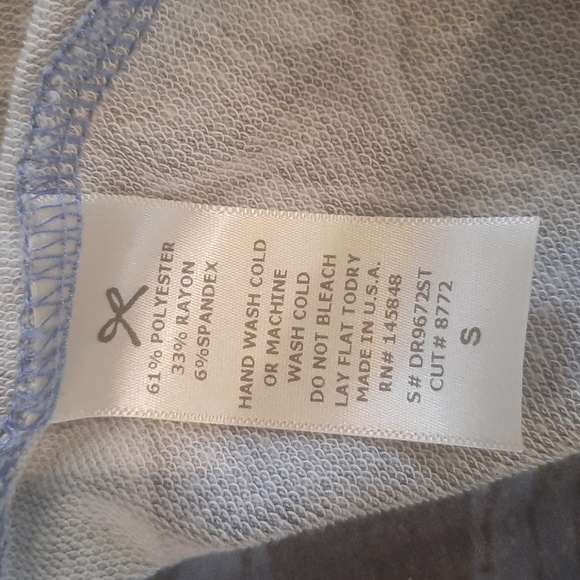 61% POLYESTER
33% RAYON
6%SPANDEX
HAND WASH COLD
OR MACHINE
WASH COLD
DO NOT BLEACH
LAY FLAT TODRY
MADE IN U.S.A.
RN# 145848
S# DR9672ST
CUT# 8772
S